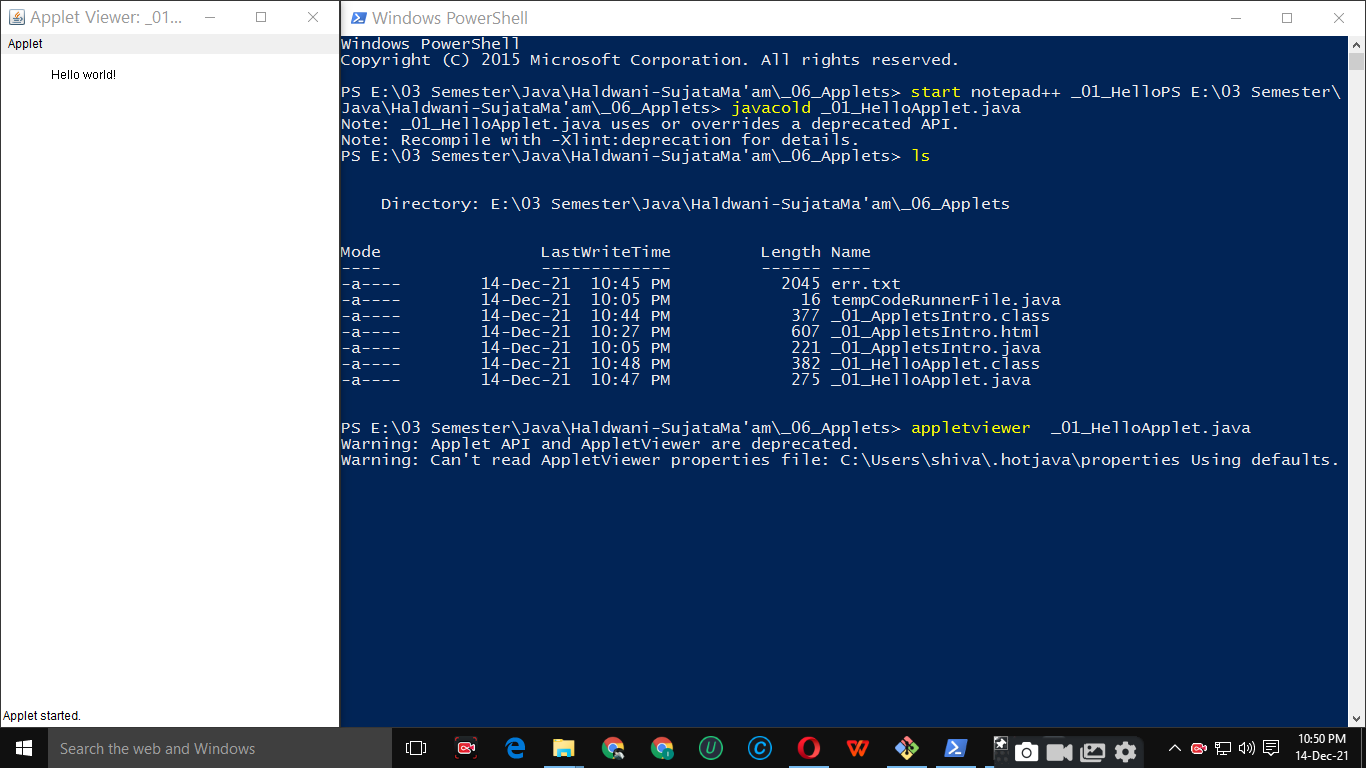 Applet Viewer: _01...
Applet
Hello world!
Applet started.
Windows PowerShell
Windows PowerShell
Copyright (C) 2015 Microsoft Corporation. All rights reserved.
PS E:\03 Semester\Java\Haldwani-SujataMa'am\_06_Applets> start notepad++ _01_HelloPS E:\03 Semester\
Java\Haldwani-SujataMa'am\_06_Applets> javacold _01_HelloApplet.java
Note: _01_HelloApplet.java uses or overrides a deprecated API.
Note: Recompile with -Xlint:deprecation for details.
PS E:\03 Semester\Java\Haldwani-SujataMa'am\_06_Applets> ls
Directory: E:\03 Semester\Java\Haldwani-SujataMa'am\_06_Applets
Mode LastWriteTime Length Name
---- ------------- ------ ----
-a---- 14-Dec-21 10:45 PM 2045 err.txt
-a---- 14-Dec-21 10:05 PM 16 tempCodeRunnerFile.java
-a---- 14-Dec-21 10:44 PM 377 _01_AppletsIntro.class
-a---- 14-Dec-21 10:27 PM 607 _01_AppletsIntro.html
-a---- 14-Dec-21 10:05 PM 221 _01_AppletsIntro.java
-a---- 14-Dec-21 10:48 PM 382 _01_HelloApplet.class
-a---- 14-Dec-21 10:47 PM 275 _01_HelloApplet.java
PS E:\03 Semester\Java\Haldwani-SujataMa'am\_06_Applets> appletviewer  _01_HelloApplet.java
Warning: Applet API and AppletViewer are deprecated.
Warning: Can't read AppletViewer properties file: C:\Users\shiva\.hotjava\properties Using defaults.
Search the web and Windows
10:50 PM
14-Dec-21